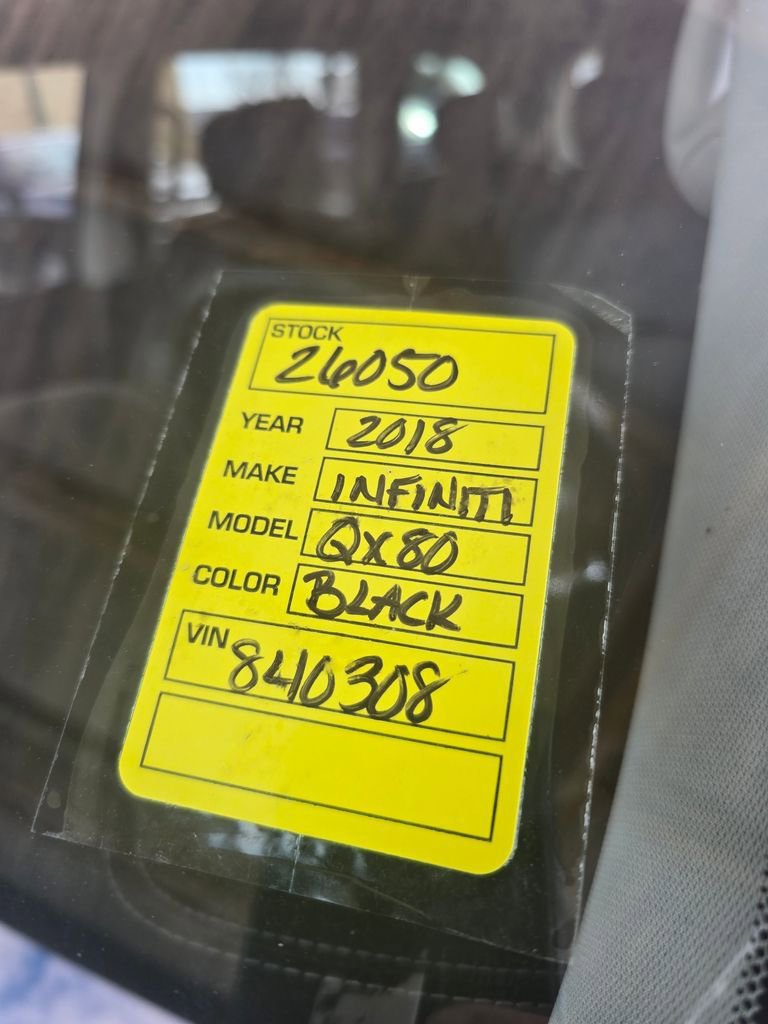 STOCK
26050
YEAR 2018
MAKE INFINITI
MODEL QX80
COLOR BLACK
VIN 840308